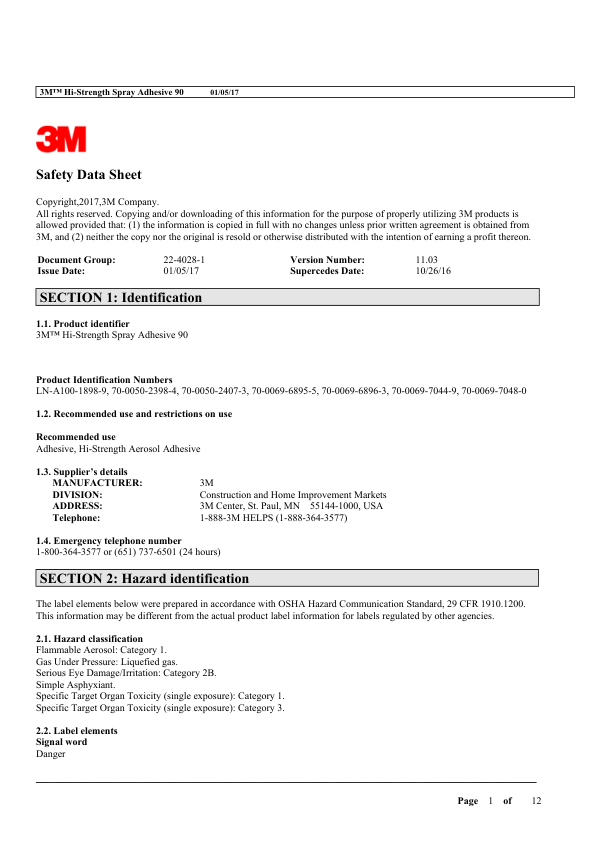 3M™ Hi-Strength Spray Adhesive 90 01/05/17
3M
Safety Data Sheet
Copyright,2017,3M Company.
All rights reserved. Copying and/or downloading of this information for the purpose of properly utilizing 3M products is
allowed provided that: (1) the information is copied in full with no changes unless prior written agreement is obtained from
3M, and (2) neither the copy nor the original is resold or otherwise distributed with the intention of earning a profit thereon.
Document Group: 22-4028-1 Version Number: 11.03
Issue Date: 01/05/17 Supercedes Date: 10/26/16
SECTION 1: Identification
1.1. Product identifier
3M™ Hi-Strength Spray Adhesive 90
Product Identification Numbers
LN-A100-1898-9, 70-0050-2398-4, 70-0050-2407-3, 70-0069-6895-5, 70-0069-6896-3, 70-0069-7044-9, 70-0069-7048-0
1.2. Recommended use and restrictions on use
Recommended use
Adhesive, Hi-Strength Aerosol Adhesive
1.3. Supplier's details
MANUFACTURER: 3M
DIVISION: Construction and Home Improvement Markets
ADDRESS: 3M Center, St. Paul, MN 55144-1000, USA
Telephone: 1-888-3M HELPS (1-888-364-3577)
1.4. Emergency telephone number
1-800-364-3577 or (651) 737-6501 (24 hours)
SECTION 2: Hazard identification
The label elements below were prepared in accordance with OSHA Hazard Communication Standard, 29 CFR 1910.1200.
This information may be different from the actual product label information for labels regulated by other agencies.
2.1. Hazard classification
Flammable Aerosol: Category 1.
Gas Under Pressure: Liquefied gas.
Serious Eye Damage/Irritation: Category 2B.
Simple Asphyxiant.
Specific Target Organ Toxicity (single exposure): Category 1.
Specific Target Organ Toxicity (single exposure): Category 3.
2.2. Label elements
Signal word
Danger
Page 1 of 12